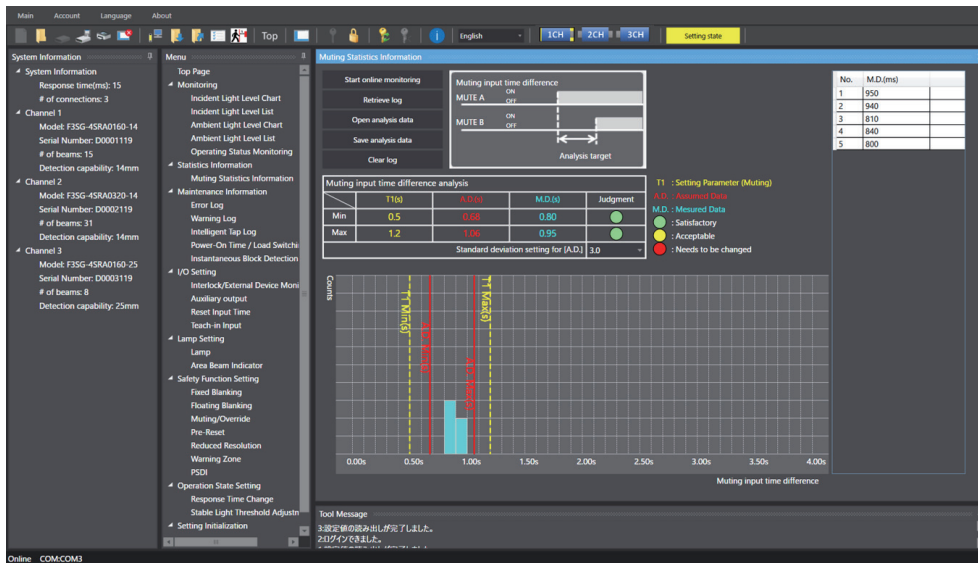 Main Account Language About
Top English 1CH 2CH 3CH Setting state
System Information
System Information
Response time(ms): 15
# of connections: 3
Channel 1
Model: F3SG-4SRA0160-14
Serial Number: D0001119
# of beams: 15
Detection capability: 14mm
Channel 2
Model: F3SG-4SRA0320-14
Serial Number: D0002119
# of beams: 31
Detection capability: 14mm
Channel 3
Model: F3SG-4SRA0160-25
Serial Number: D0003119
# of beams: 8
Detection capability: 25mm
Menu
Top Page
Monitoring
Incident Light Level Chart
Incident Light Level List
Ambient Light Level Chart
Ambient Light Level List
Operating Status Monitoring
Statistics Information
Muting Statistics Information
Maintenance Information
Error Log
Warning Log
Intelligent Tap Log
Power-On Time / Load Switchi
Instantaneous Block Detection
I/O Setting
Interlock/External Device Moni
Auxiliary output
Reset Input Time
Teach-in Input
Lamp Setting
Lamp
Area Beam Indicator
Safety Function Setting
Fixed Blanking
Floating Blanking
Muting/Override
Pre-Reset
Reduced Resolution
Warning Zone
PSDI
Operation State Setting
Response Time Change
Stable Light Threshold Adjustn
Setting Initialization
Muting Statistics Information
Start online monitoring
Retrieve log
Open analysis data
Save analysis data
Clear log
Muting input time difference
MUTE A ON
OFF
MUTE B ON
OFF
Analysis target
No. M.D.(ms)
1 950
2 940
3 810
4 840
5 800
Muting input time difference analysis
T1(s) A.D.(s) M.D.(s) Judgment
Min 0.5 0.68 0.80
Max 1.2 1.06 0.95
Standard deviation setting for [A.D.] 3.0
T1 : Setting Parameter (Muting)
A.D. : Assumed Data
M.D. : Mesured Data
: Satisfactory
: Acceptable
: Needs to be changed
Counts
T1 Min(s)
A.D. Min(s)
A.D. Max(s)
T1 Max(s)
0.00s 0.50s 1.00s 1.50s 2.00s 2.50s 3.00s 3.50s 4.00s
Muting input time difference
Tool Message
3:設定値の読み出しが完了しました。
2:ログインできました。
Online COM:COM3